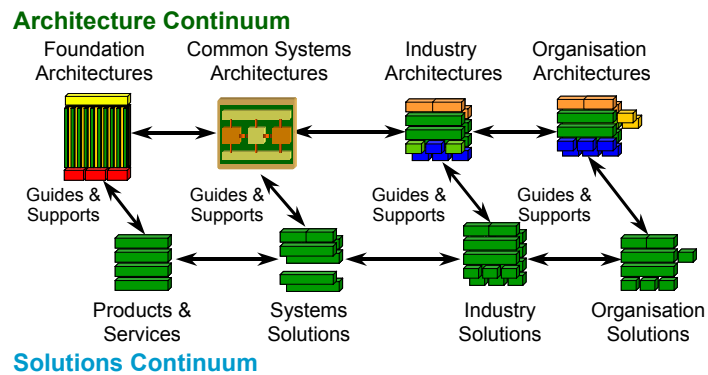 Architecture Continuum
Foundation
Architectures
Common Systems
Architectures
Industry
Architectures
Organisation
Architectures
Guides &
Supports
Guides &
Supports
Guides &
Supports
Guides &
Supports
Products &
Services
Systems
Solutions
Industry
Solutions
Organisation
Solutions
Solutions Continuum